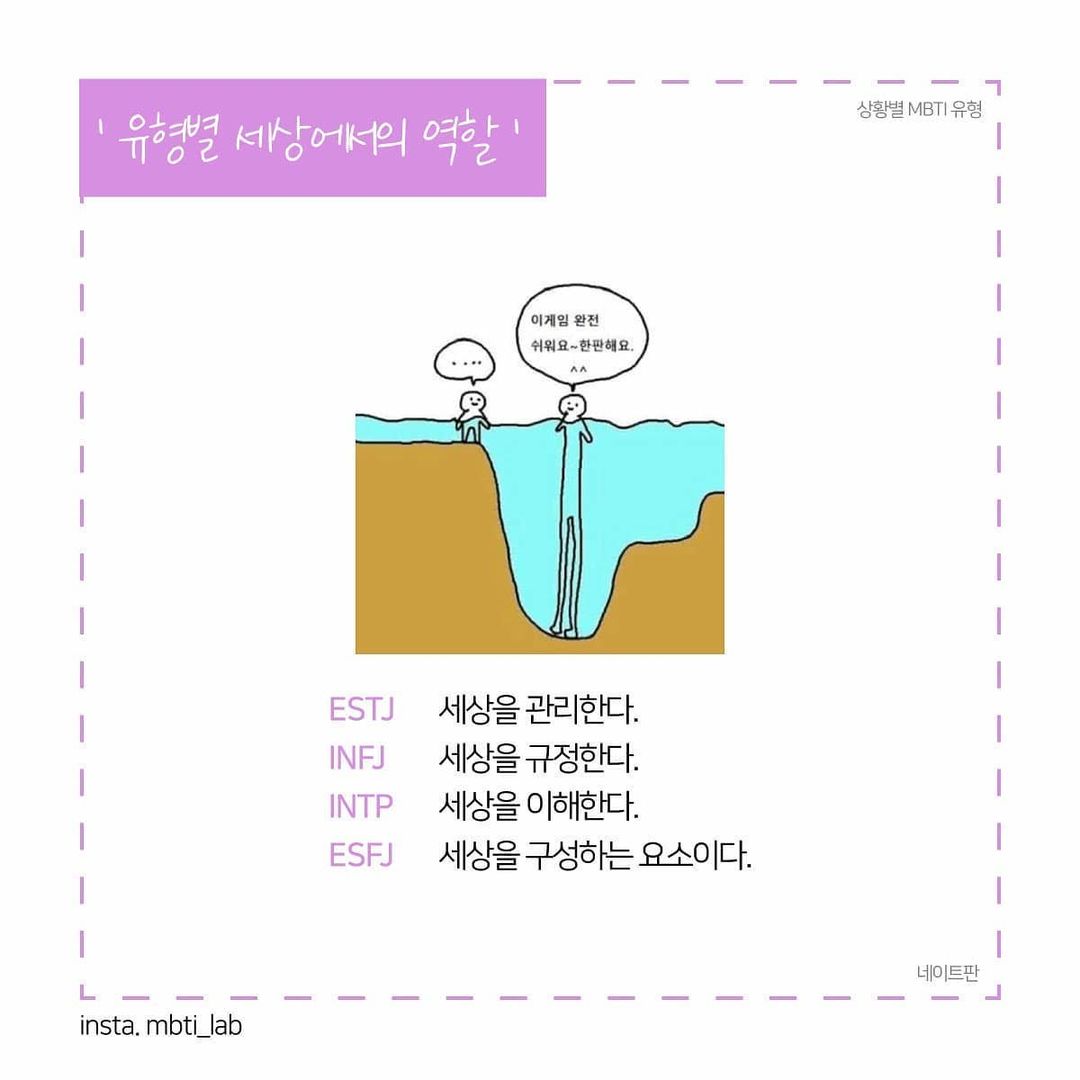 ' 유형별 세상에서의 역할 '
상황별 MBTI 유형
이게임 완전
쉬워요~한판해요.
^^
....
ESTJ 세상을 관리한다.
INFJ 세상을 규정한다.
INTP 세상을 이해한다.
ESFJ 세상을 구성하는 요소이다.
네이트판
insta. mbti_lab